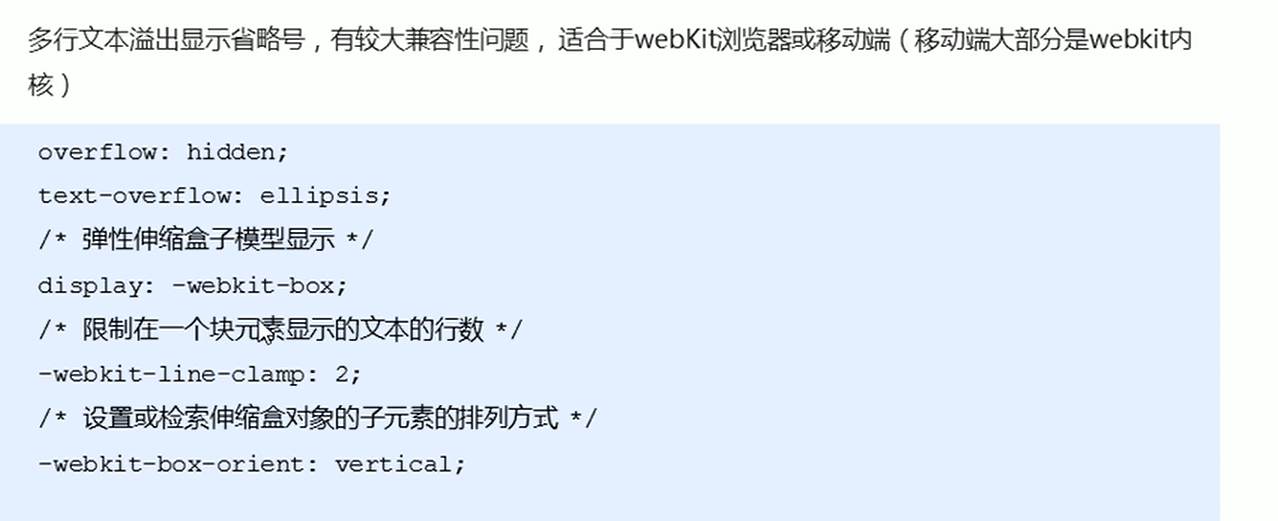 多行文本溢出显示省略号，有较大兼容性问题， 适合于webKit浏览器或移动端（移动端大部分是webkit内
核）
overflow: hidden;
text-overflow: ellipsis;
/* 弹性伸缩盒子模型显示 */
display: -webkit-box;
/* 限制在一个块元素显示的文本的行数 */
-webkit-line-clamp: 2;
/* 设置或检索伸缩盒对象的子元素的排列方式 */
-webkit-box-orient: vertical;